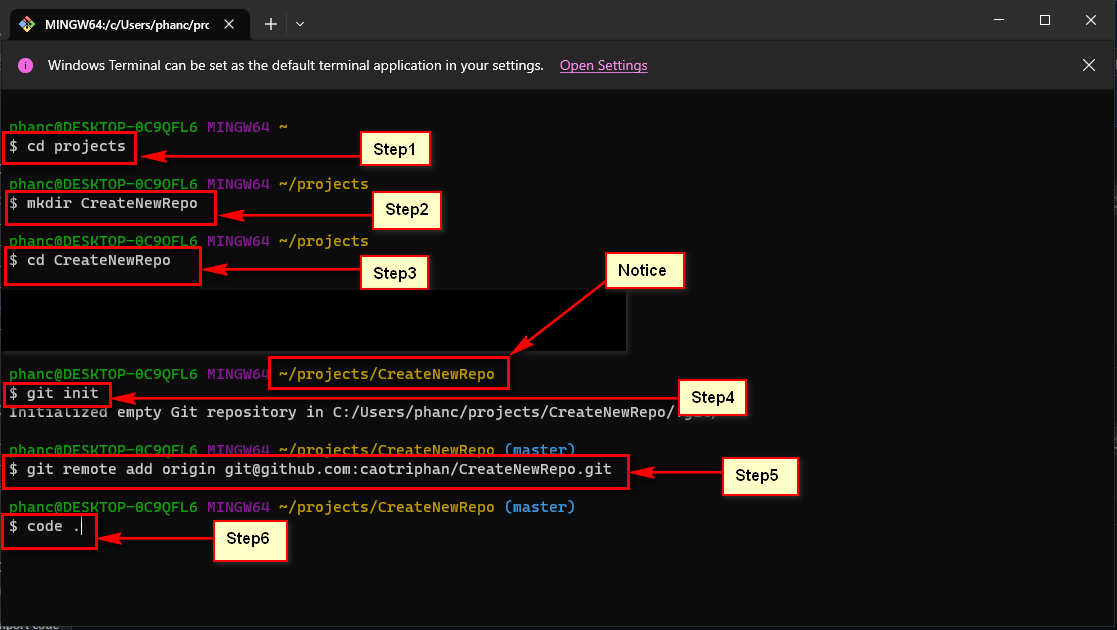 MINGW64:/c/Users/phanc/prc
Windows Terminal can be set as the default terminal application in your settings. Open Settings
phanc@DESKTOP-0C9QFL6 MINGW64 ~
$ cd projects
Step1
phanc@DESKTOP-0C9QFL6 MINGW64 ~/projects
$ mkdir CreateNewRepo
Step2
phanc@DESKTOP-0C9QFL6 MINGW64 ~/projects
$ cd CreateNewRepo
Step3
Notice
phanc@DESKTOP-0C9QFL6 MINGW64 ~/projects/CreateNewRepo
$ git init
Step4
Initialized empty Git repository in C:/Users/phanc/projects/CreateNewRepo/.git/
phanc@DESKTOP-0C9QFL6 MINGW64 ~/projects/CreateNewRepo (master)
$ git remote add origin git@github.com:caotriphan/CreateNewRepo.git
Step5
phanc@DESKTOP-0C9QFL6 MINGW64 ~/projects/CreateNewRepo (master)
$ code .
Step6